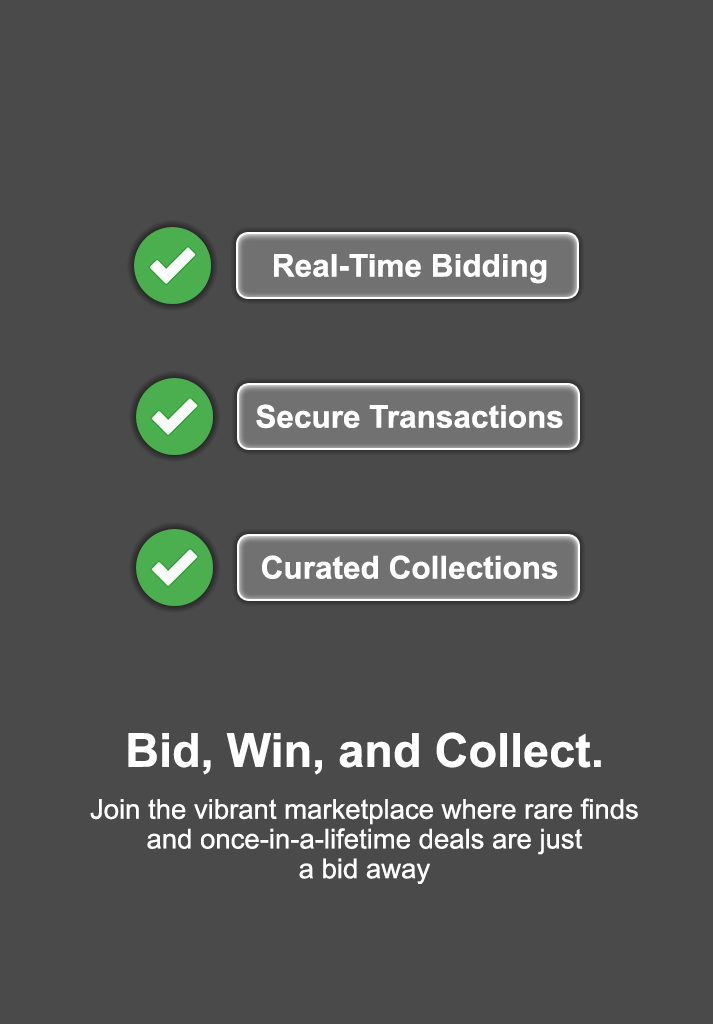 Real-Time Bidding
Secure Transactions
Curated Collections
Bid, Win, and Collect.
Join the vibrant marketplace where rare finds
and once-in-a-lifetime deals are just
a bid away